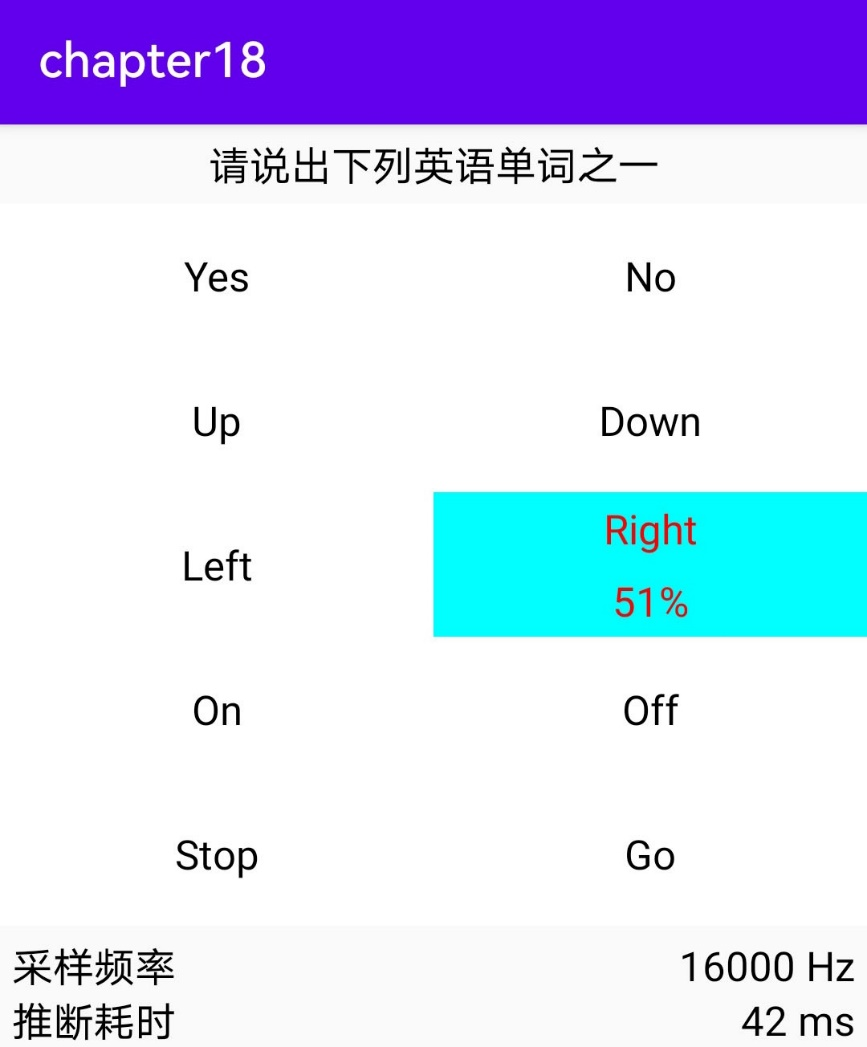 chapter18
请说出下列英语单词之一
Yes No
Up Down
Left Right
51%
On Off
Stop Go
采样频率 16000 Hz
推断耗时 42 ms